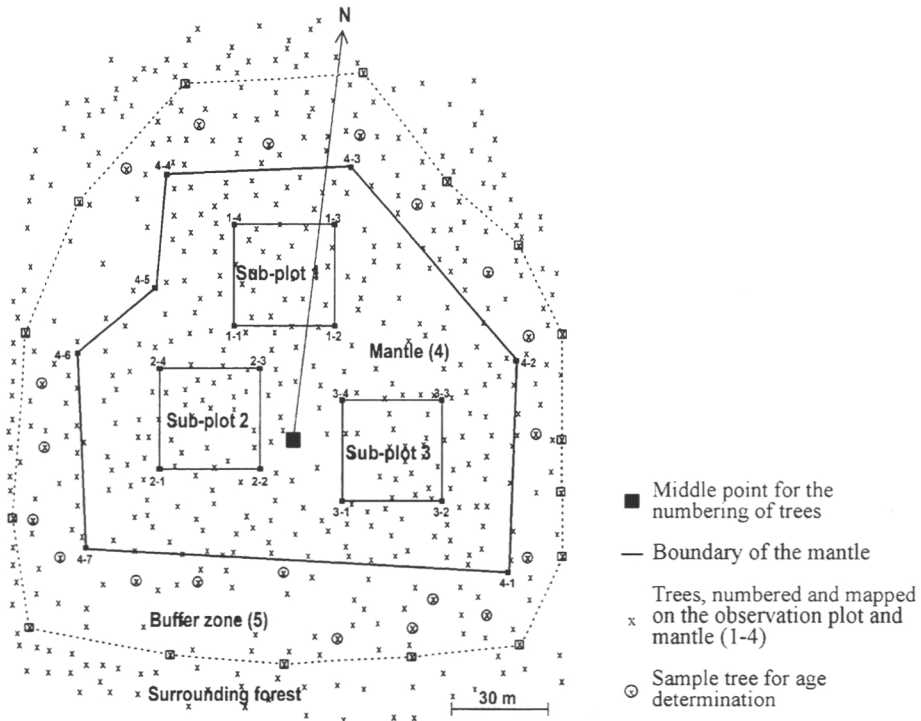 N
4-4
4-3
1-4
1-3
Sub-plot 1
4-5
1-1
1-2
4-6
Mantle (4)
4-2
2-4
2-3
3-4
3-3
Sub-plot 2
Sub-plot 3
2-1
2-2
3-1
3-2
4-7
4-1
Buffer zone (5)
Surrounding forest
30 m
Middle point for the
numbering of trees
Boundary of the mantle
Trees, numbered and mapped
x on the observation plot and
mantle (1-4)
Sample tree for age
determination